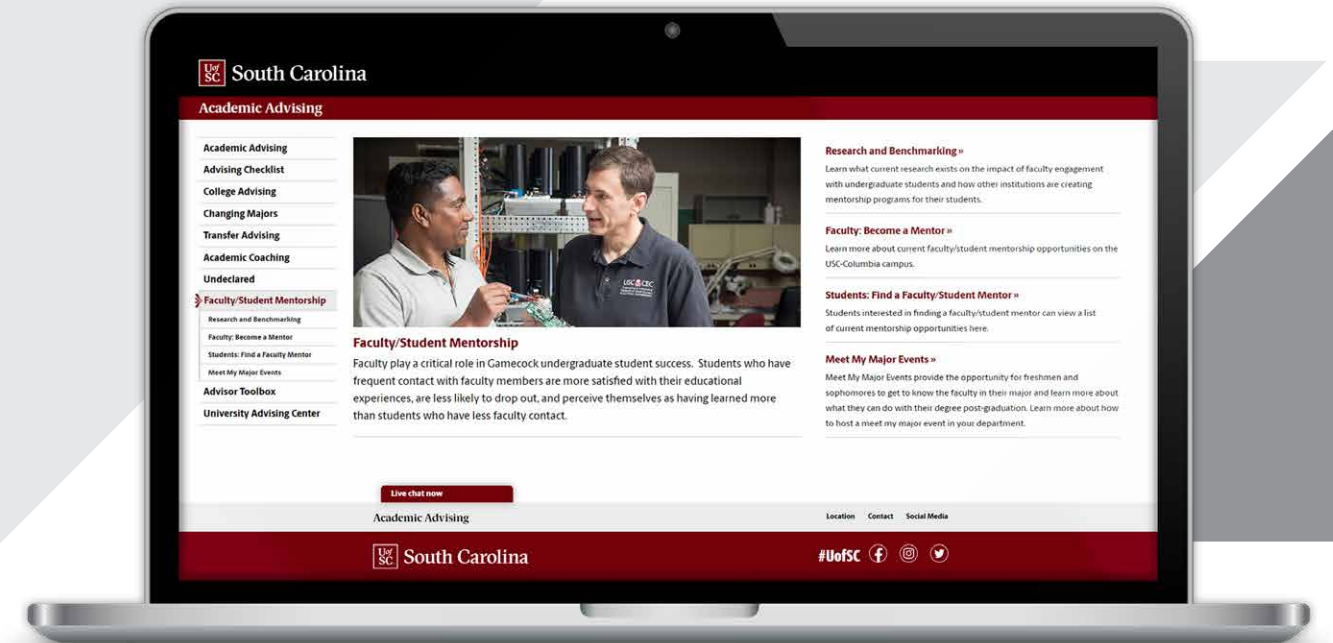 UofSC South Carolina
Academic Advising
Academic Advising
Advising Checklist
College Advising
Changing Majors
Transfer Advising
Academic Coaching
Undeclared
Faculty/Student Mentorship
Research and Benchmarking
Faculty: Become a Mentor
Students: Find a Faculty Mentor
Meet My Major Events
Advisor Toolbox
University Advising Center
USC CEC
Faculty/Student Mentorship
Faculty play a critical role in Gamecock undergraduate student success. Students who have
frequent contact with faculty members are more satisfied with their educational
experiences, are less likely to drop out, and perceive themselves as having learned more
than students who have less faculty contact.
Research and Benchmarking »
Learn what current research exists on the impact of faculty engagement
with undergraduate students and how other institutions are creating
mentorship programs for their students.
Faculty: Become a Mentor »
Learn more about current faculty/student mentorship opportunities on the
USC-Columbia campus.
Students: Find a Faculty/Student Mentor »
Students interested in finding a faculty/student mentor can view a list
of current mentorship opportunities here.
Meet My Major Events »
Meet My Major Events provide the opportunity for freshmen and
sophomores to get to know the faculty in their major and learn more about
what they can do with their degree post-graduation. Learn more about how
to host a meet my major event in your department.
Live chat now
Academic Advising
Location Contact Social Media
UofSC South Carolina
#UofSC